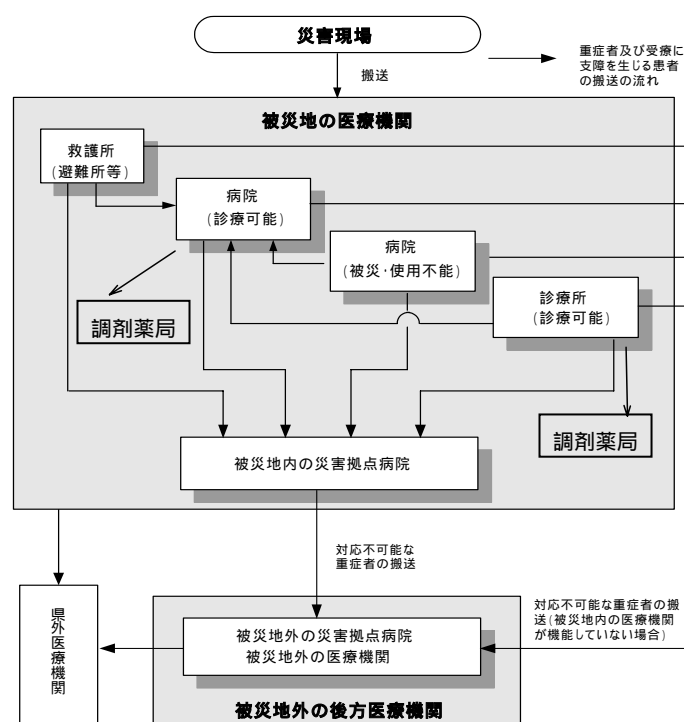 災害現場
搬送
重症者及び受療に
支障を生じる患者
の搬送の流れ
被災地の医療機関
救護所
(避難所等)
病院
(診療可能)
病院
(被災・使用不能)
診療所
(診療可能)
調剤薬局
調剤薬局
被災地内の災害拠点病院
対応不可能な
重症者の搬送
対応不可能な重症者の搬
送(被災地内の医療機関
が機能していない場合)
県外医療機関
被災地外の災害拠点病院
被災地外の医療機関
被災地外の後方医療機関